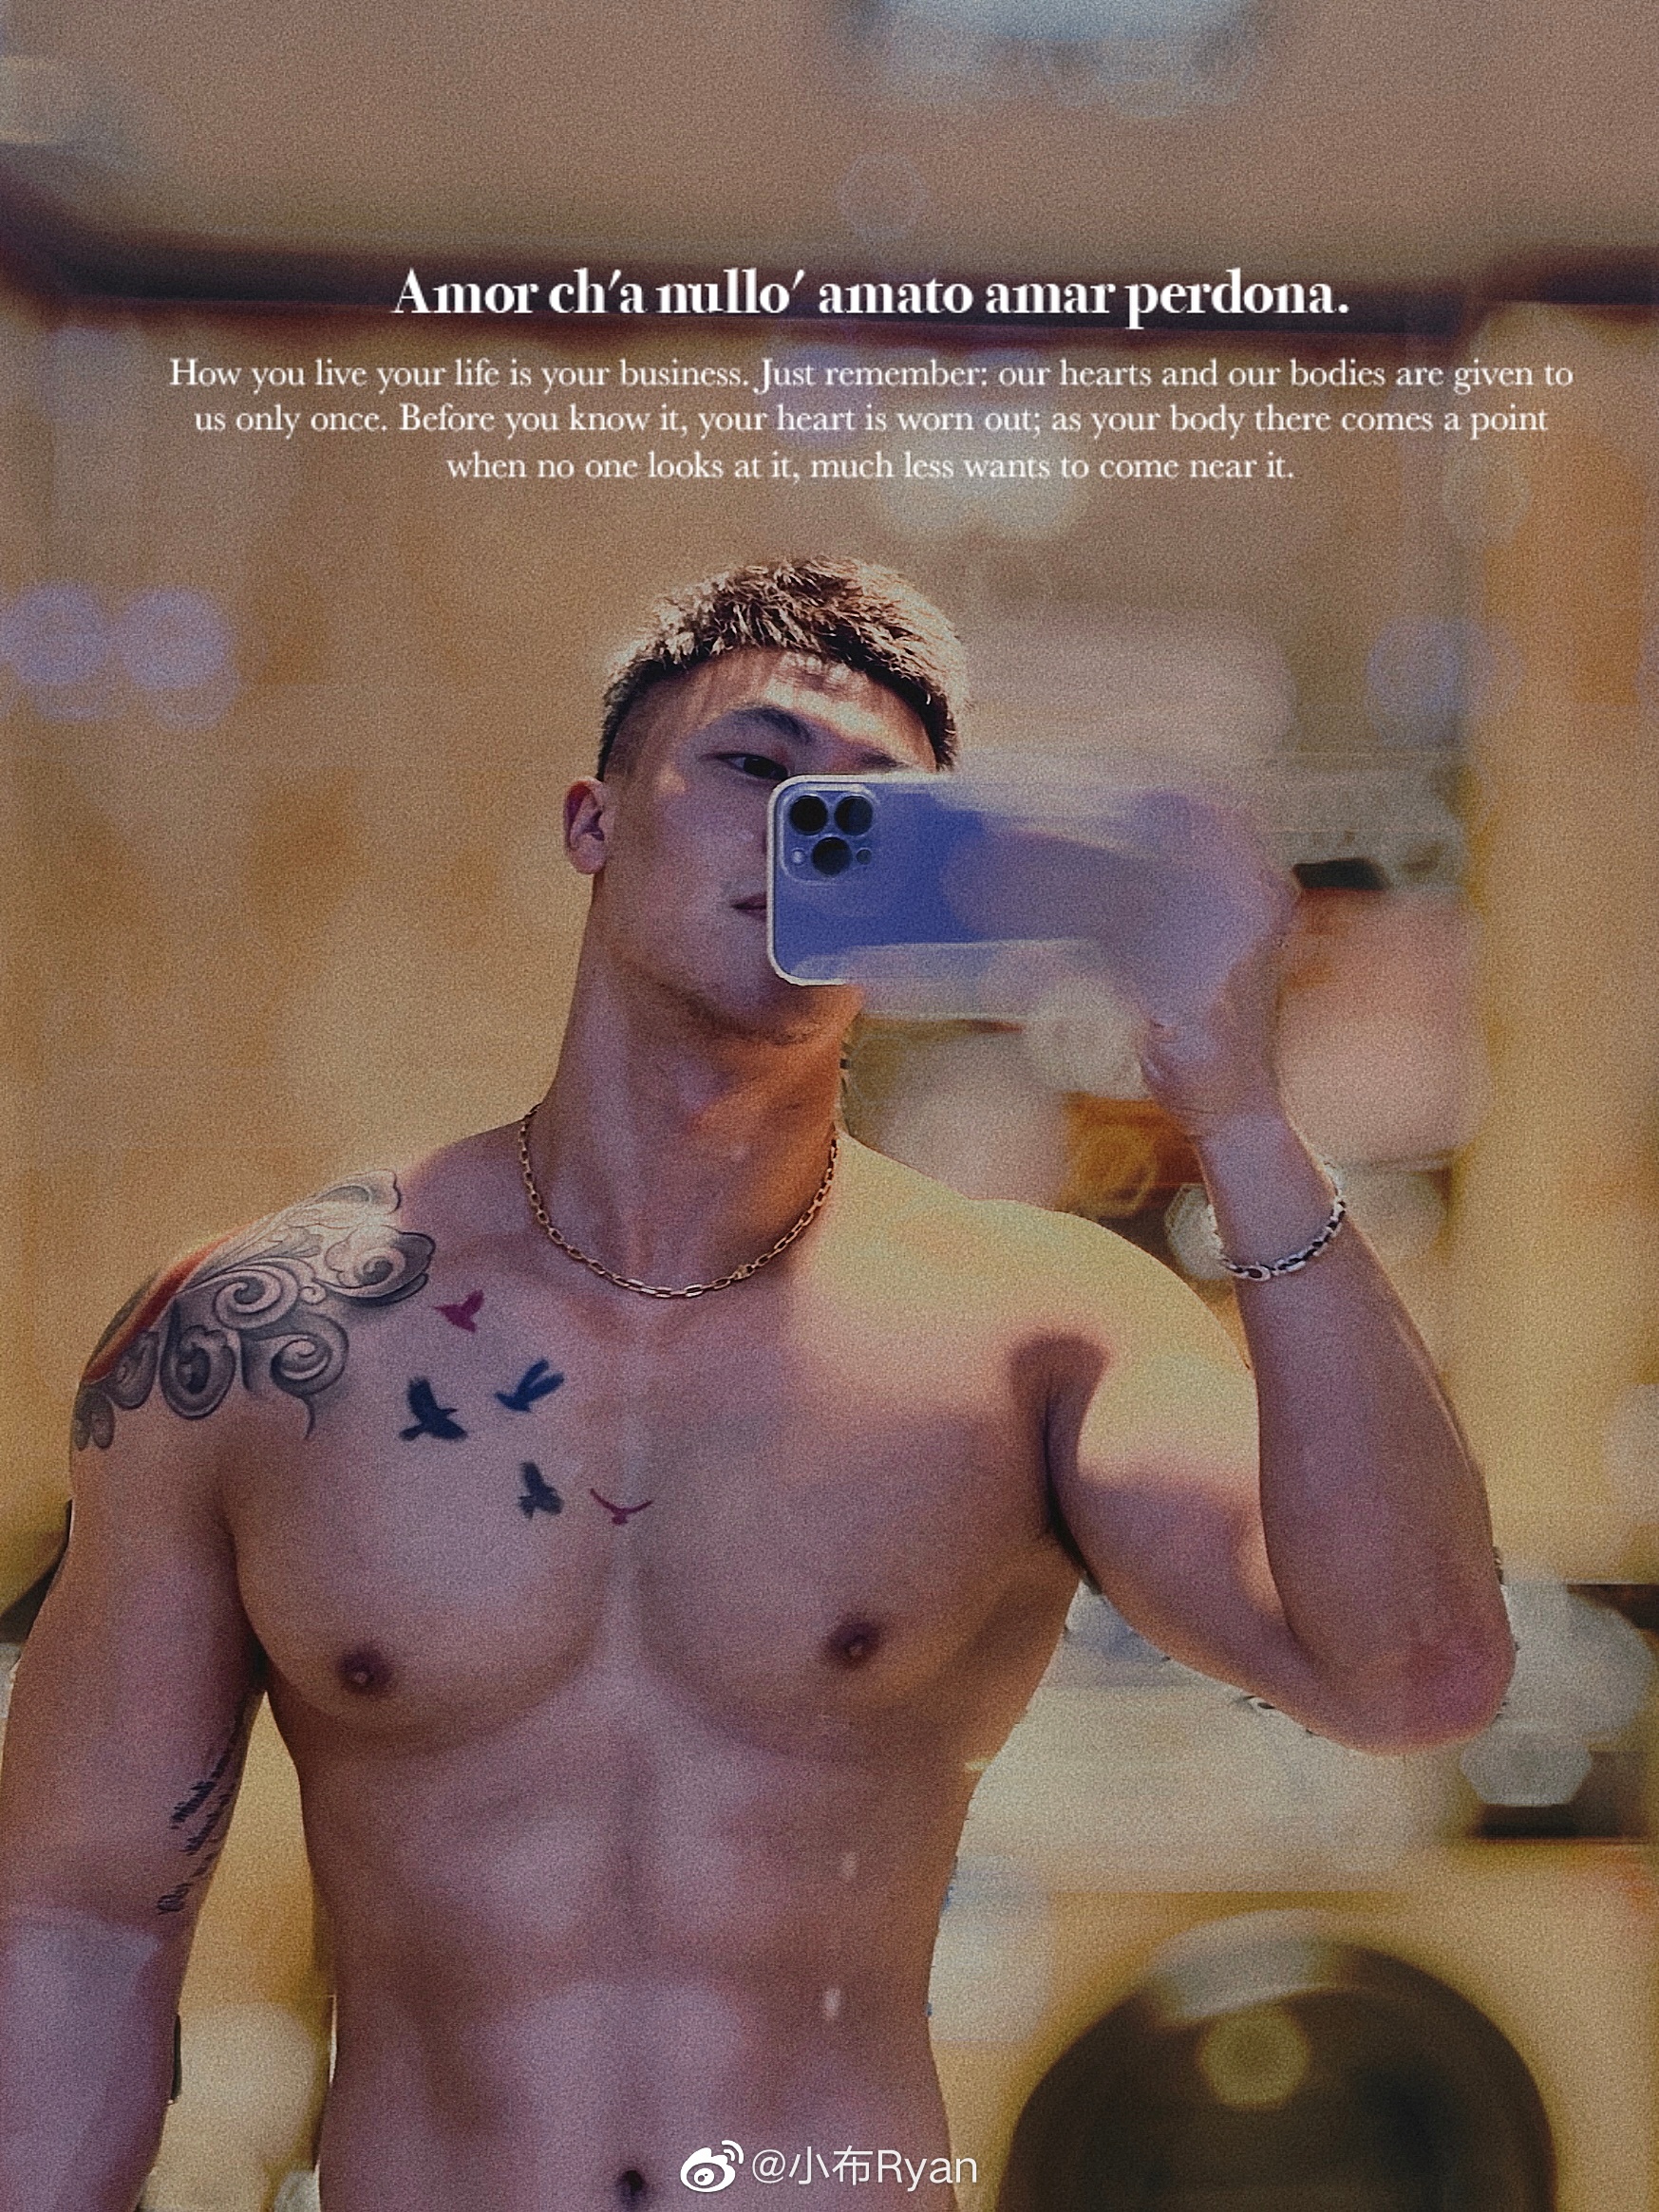 Amor ch'a nullo' amato amar perdona.
How you live your life is your business. Just remember: our hearts and our bodies are given to
us only once. Before you know it, your heart is worn out; as your body there comes a point
when no one looks at it, much less wants to come near it.
@小布Ryan